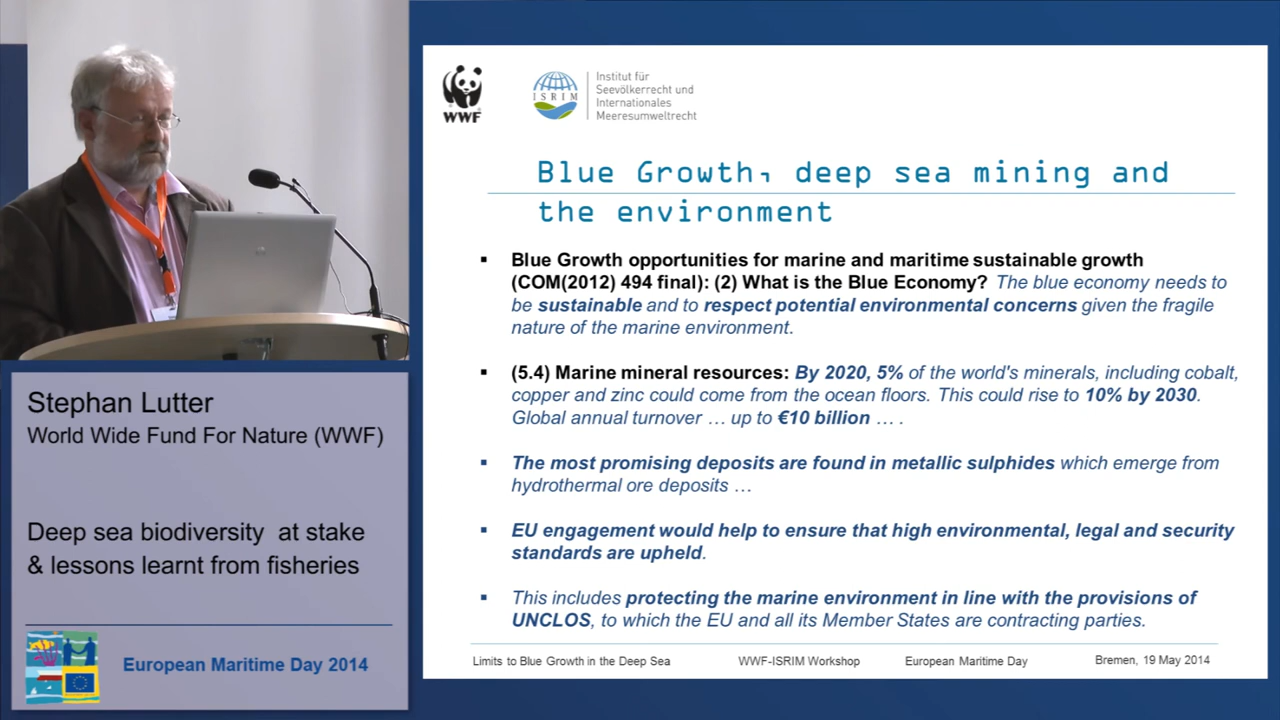 WWF
ISRIM
Institut für
Seevölkerrecht und
Internationales
Meeresumweltrecht
Blue Growth, deep sea mining and
the environment
▪ Blue Growth opportunities for marine and maritime sustainable growth
(COM(2012) 494 final): (2) What is the Blue Economy? The blue economy needs to
be sustainable and to respect potential environmental concerns given the fragile
nature of the marine environment.
▪ (5.4) Marine mineral resources: By 2020, 5% of the world's minerals, including cobalt,
copper and zinc could come from the ocean floors. This could rise to 10% by 2030.
Global annual turnover … up to €10 billion … .
▪ The most promising deposits are found in metallic sulphides which emerge from
hydrothermal ore deposits …
▪ EU engagement would help to ensure that high environmental, legal and security
standards are upheld.
▪ This includes protecting the marine environment in line with the provisions of
UNCLOS, to which the EU and all its Member States are contracting parties.
Limits to Blue Growth in the Deep Sea WWF-ISRIM Workshop European Maritime Day Bremen, 19 May 2014
Stephan Lutter
World Wide Fund For Nature (WWF)
Deep sea biodiversity at stake
& lessons learnt from fisheries
European Maritime Day 2014